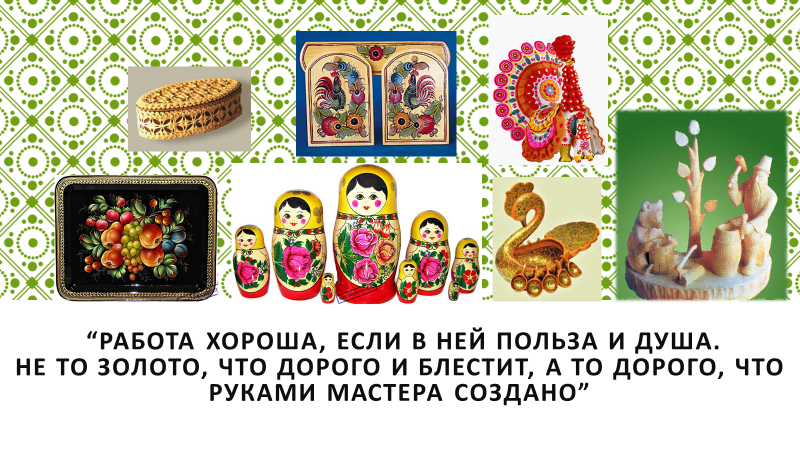 “РАБОТА ХОРОША, ЕСЛИ В НЕЙ ПОЛЬЗА И ДУША.
НЕ ТО ЗОЛОТО, ЧТО ДОРОГО И БЛЕСТИТ, А ТО ДОРОГО, ЧТО
РУКАМИ МАСТЕРА СОЗДАНО”